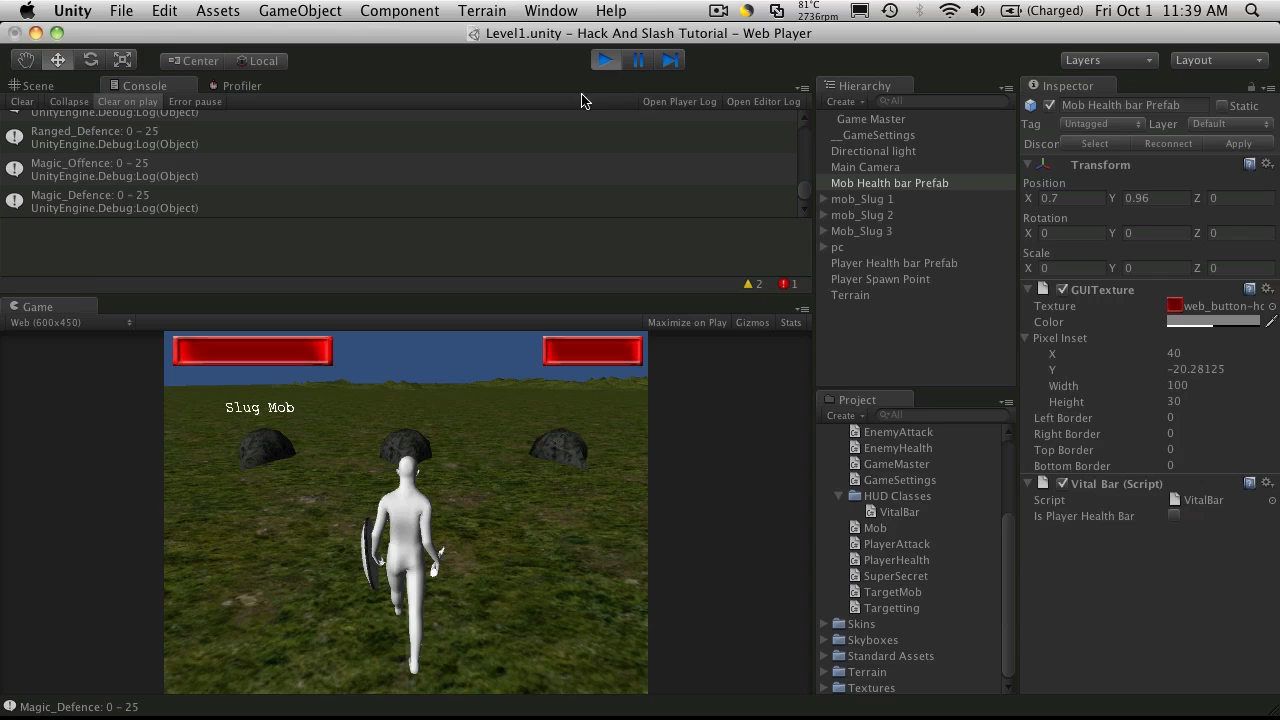 Unity File Edit Assets GameObject Component Terrain Window Help 81°C 2736rpm (Charged) Fri Oct 1 11:39 AM
Level1.unity - Hack And Slash Tutorial - Web Player
Center Local Layers Layout
Scene Console Profiler
Clear Collapse Clear on play Error pause Open Player Log Open Editor Log
UnityEngine.Debug:Log(Object)
Ranged_Defence: 0 - 25
UnityEngine.Debug:Log(Object)
Magic_Offence: 0 - 25
UnityEngine.Debug:Log(Object)
Magic_Defence: 0 - 25
UnityEngine.Debug:Log(Object)
2 1
Game
Web (600x450) Maximize on Play Gizmos Stats
Slug Mob
Hierarchy
Create All
Game Master
__GameSettings
Directional light
Main Camera
Mob Health bar Prefab
mob_Slug 1
mob_Slug 2
Mob_Slug 3
pc
Player Health bar Prefab
Player Spawn Point
Terrain
Project
Create All
EnemyAttack
EnemyHealth
GameMaster
GameSettings
HUD Classes
VitalBar
Mob
PlayerAttack
PlayerHealth
SuperSecret
TargetMob
Targetting
Skins
Skyboxes
Standard Assets
Terrain
Textures
Inspector
Mob Health bar Prefab Static
Tag Untagged Layer Default
Discor Select Reconnect Apply
Transform
Position
X 0.7 Y 0.96 Z 0
Rotation
X 0 Y 0 Z 0
Scale
X 0 Y 0 Z 0
GUITexture
Texture web_button-ho
Color
Pixel Inset
X 40
Y -20.28125
Width 100
Height 30
Left Border 0
Right Border 0
Top Border 0
Bottom Border 0
Vital Bar (Script)
Script VitalBar
Is Player Health Bar
Magic_Defence: 0 - 25